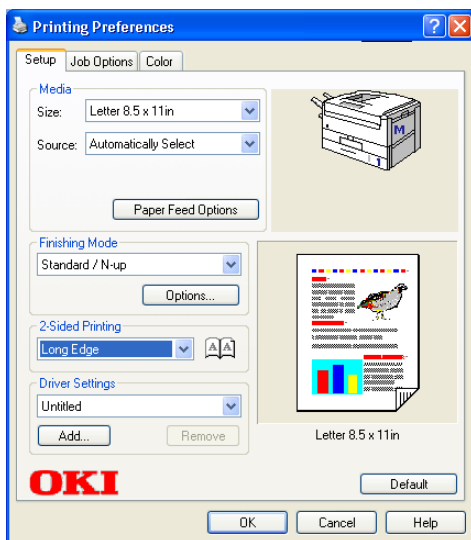 Printing Preferences
Setup Job Options Color
Media
Size: Letter 8.5 x 11in
Source: Automatically Select
M
1
Paper Feed Options
Finishing Mode
Standard / N-up
Options...
2-Sided Printing
Long Edge
A A
Driver Settings
Untitled
Add... Remove
Letter 8.5 x 11in
OKI
Default
OK Cancel Help